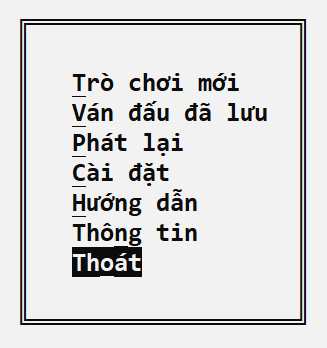 Trò chơi mới
Ván đấu đã lưu
Phát lại
Cài đặt
Hướng dẫn
Thông tin
Thoát